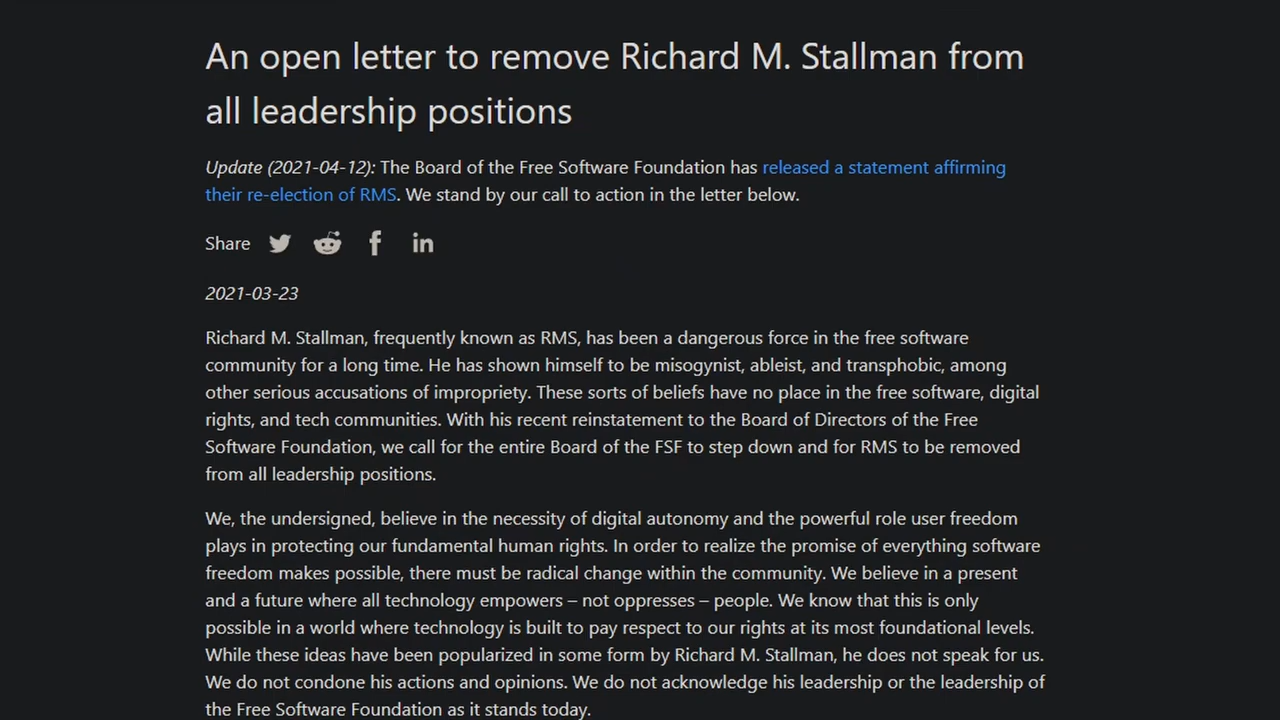 An open letter to remove Richard M. Stallman from
all leadership positions
Update (2021-04-12): The Board of the Free Software Foundation has released a statement affirming
their re-election of RMS. We stand by our call to action in the letter below.
Share
2021-03-23
Richard M. Stallman, frequently known as RMS, has been a dangerous force in the free software
community for a long time. He has shown himself to be misogynist, ableist, and transphobic, among
other serious accusations of impropriety. These sorts of beliefs have no place in the free software, digital
rights, and tech communities. With his recent reinstatement to the Board of Directors of the Free
Software Foundation, we call for the entire Board of the FSF to step down and for RMS to be removed
from all leadership positions.
We, the undersigned, believe in the necessity of digital autonomy and the powerful role user freedom
plays in protecting our fundamental human rights. In order to realize the promise of everything software
freedom makes possible, there must be radical change within the community. We believe in a present
and a future where all technology empowers – not oppresses – people. We know that this is only
possible in a world where technology is built to pay respect to our rights at its most foundational levels.
While these ideas have been popularized in some form by Richard M. Stallman, he does not speak for us.
We do not condone his actions and opinions. We do not acknowledge his leadership or the leadership of
the Free Software Foundation as it stands today.